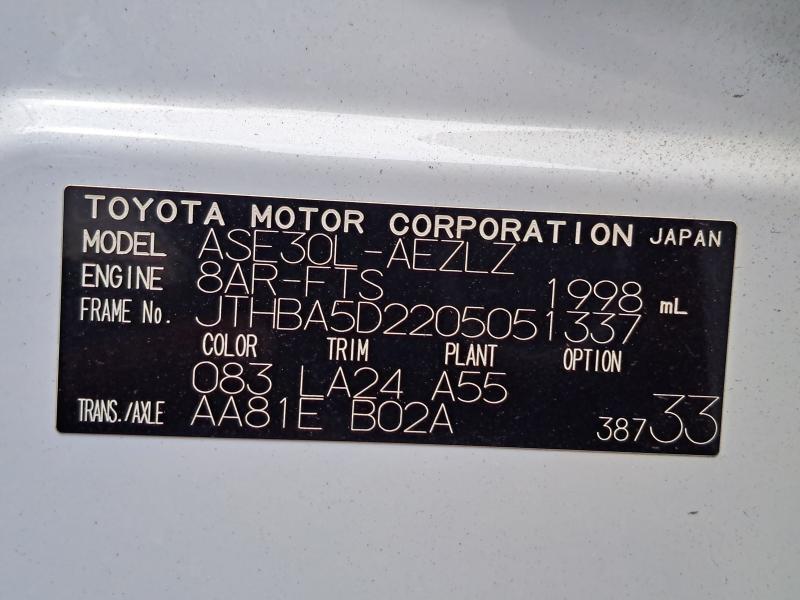 TOYOTA MOTOR CORPORATION JAPAN
MODEL ASE30L-AEZLZ
ENGINE 8AR-FTS 1998 mL
FRAME No. JTHBA5D2205051337
COLOR TRIM PLANT OPTION
083 LA24 A55
TRANS./AXLE AA81E B02A 38733